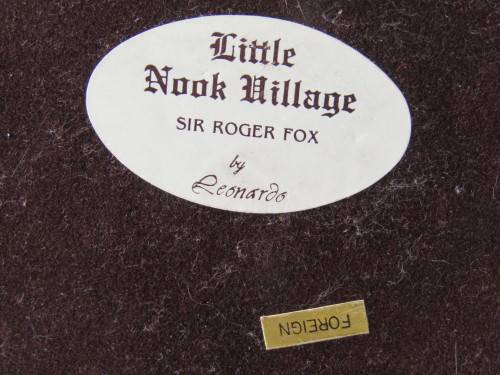 Little
Nook Village
SIR ROGER FOX
by
Leonardo
FOREIGN